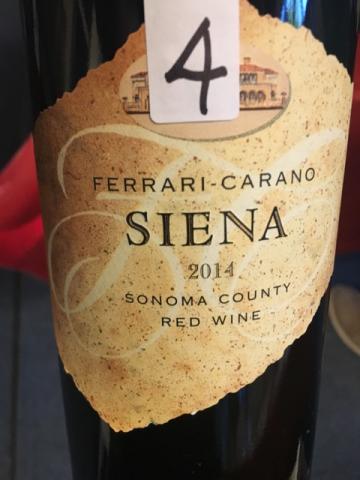 4
FERRARI-CARANO
SIENA
2014
SONOMA COUNTY
RED WINE